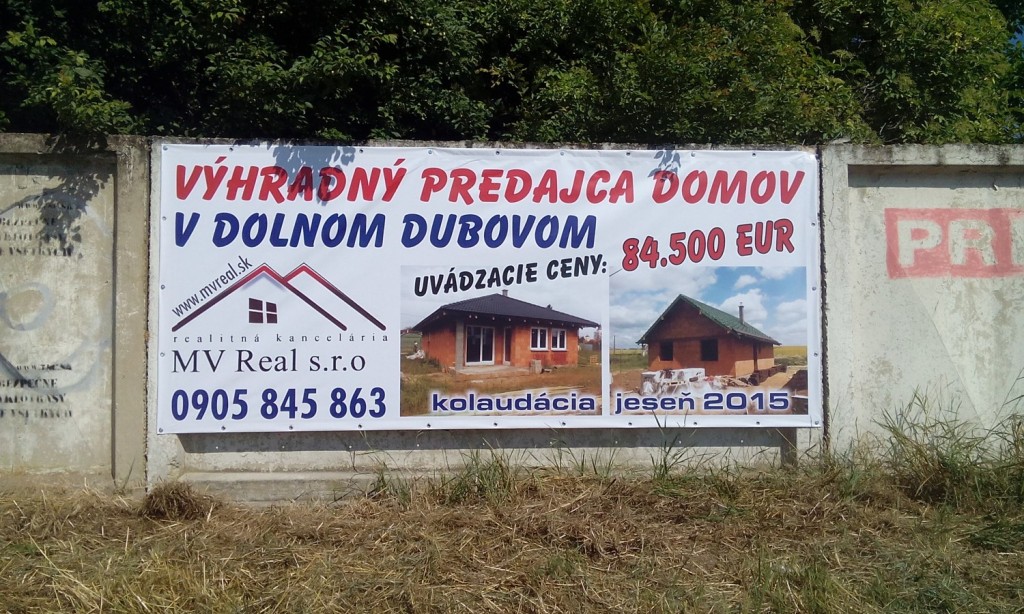 VÝHRADNÝ PREDAJCA DOMOV
V DOLNOM DUBOVOM
UVÁDZACIE CENY: 84.500 EUR
www.mvreal.sk
realitná kancelária
MV Real s.r.o
0905 845 863
kolaudácia jeseň 2015
PRI